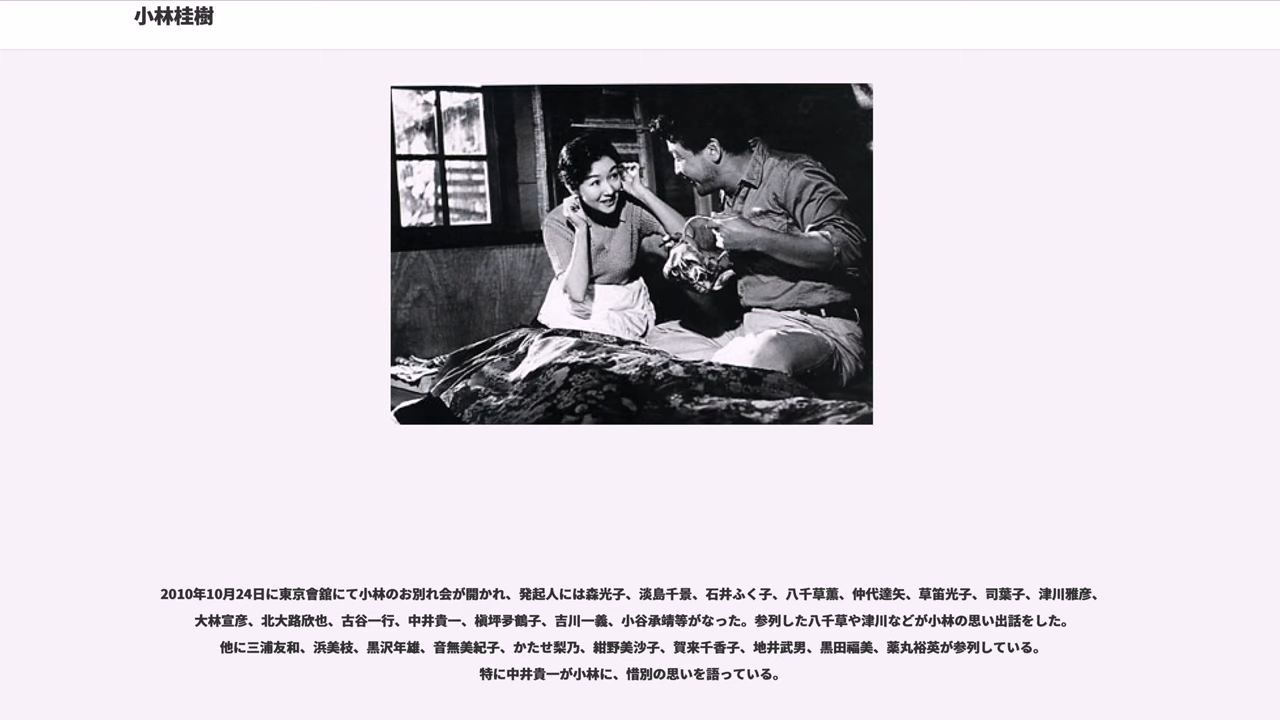 小林桂樹
2010年10月24日に東京會舘にて小林のお別れ会が開かれ、発起人には森光子、淡島千景、石井ふく子、八千草薫、仲代達矢、草笛光子、司葉子、津川雅彦、
大林宣彦、北大路欣也、古谷一行、中井貴一、槇坪夛鶴子、吉川一義、小谷承靖等がなった。参列した八千草や津川などが小林の思い出話をした。
他に三浦友和、浜美枝、黒沢年雄、音無美紀子、かたせ梨乃、紺野美沙子、賀来千香子、地井武男、黒田福美、薬丸裕英が参列している。
特に中井貴一が小林に、惜別の思いを語っている。